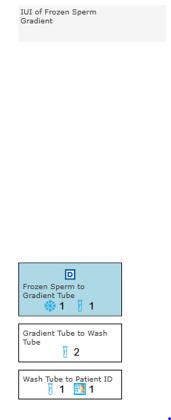 IUI of Frozen Sperm
Gradient
D
Frozen Sperm to
Gradient Tube
1 1
Gradient Tube to Wash
Tube
2
Wash Tube to Patient ID
1 1